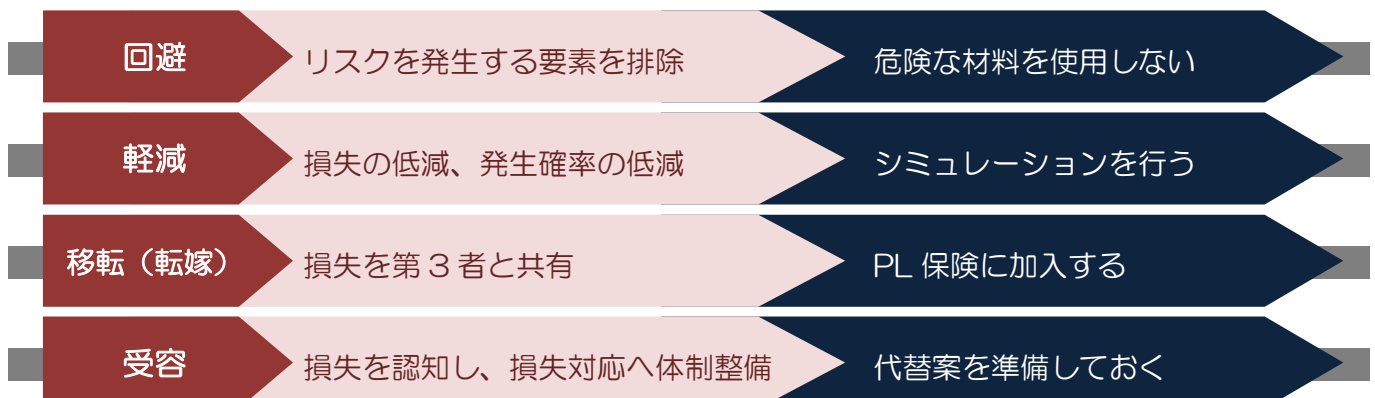 回避 リスクを発生する要素を排除 危険な材料を使用しない
軽減 損失の低減、発生確率の低減 シミュレーションを行う
移転（転嫁） 損失を第３者と共有 PL 保険に加入する
受容 損失を認知し、損失対応へ体制整備 代替案を準備しておく